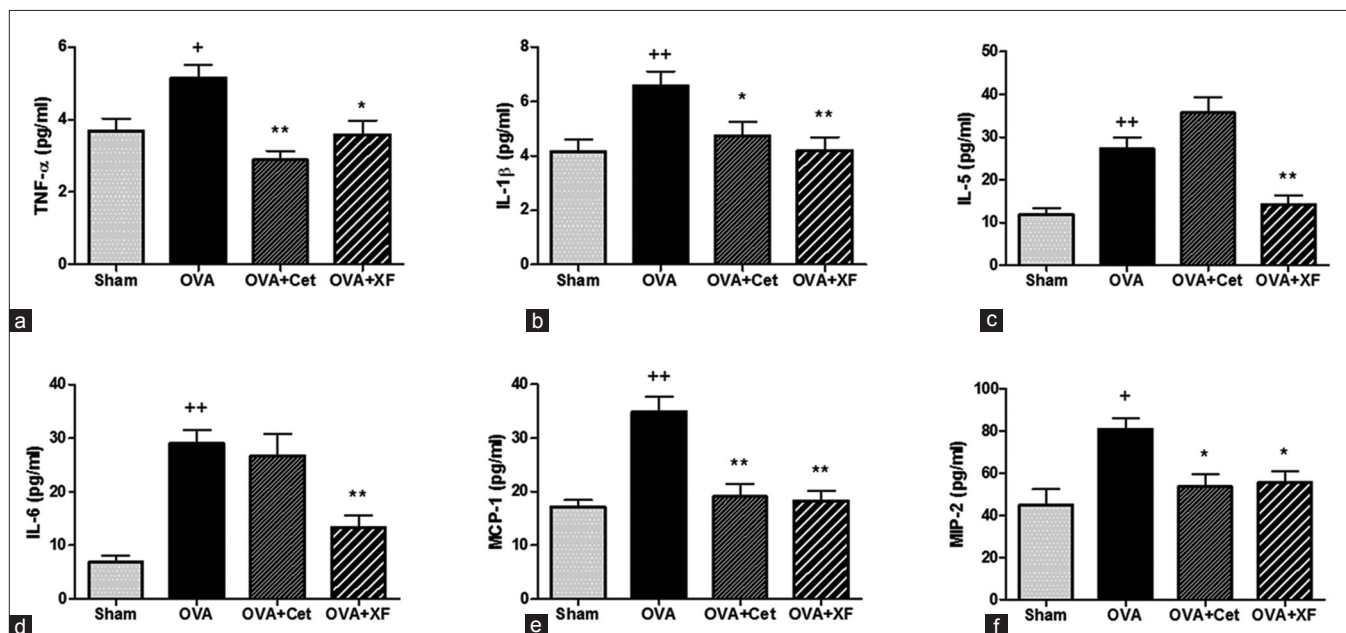 6
4
2
0
TNF-α (pg/ml)
+
**
*
Sham OVA OVA+Cet OVA+XF
a
8
6
4
2
0
IL-1β (pg/ml)
++
*
**
Sham OVA OVA+Cet OVA+XF
b
50
40
30
20
10
0
IL-5 (pg/ml)
++
**
Sham OVA OVA+Cet OVA+XF
c
40
30
20
10
0
IL-6 (pg/ml)
++
**
Sham OVA OVA+Cet OVA+XF
d
40
30
20
10
0
MCP-1 (pg/ml)
++
**
**
Sham OVA OVA+Cet OVA+XF
e
100
80
60
40
20
0
MIP-2 (pg/ml)
+
*
*
Sham OVA OVA+Cet OVA+XF
f